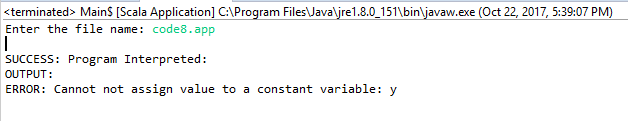 <terminated> Main$ [Scala Application] C:\Program Files\Java\jre1.8.0_151\bin\javaw.exe (Oct 22, 2017, 5:39:07 PM)
Enter the file name: code8.app
SUCCESS: Program Interpreted:
OUTPUT:
ERROR: Cannot not assign value to a constant variable: y